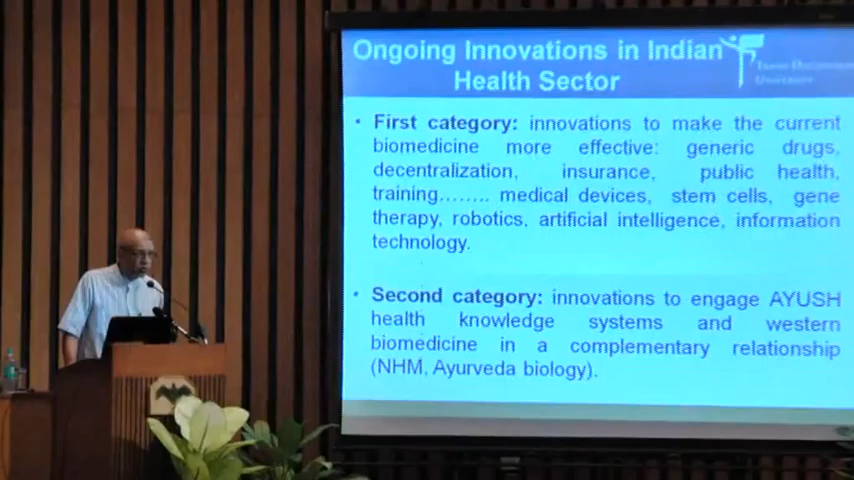 Ongoing Innovations in Indian
Health Sector
• First category: innovations to make the current
biomedicine more effective: generic drugs,
decentralization, insurance, public health,
training…….. medical devices, stem cells, gene
therapy, robotics, artificial intelligence, information
technology.
• Second category: innovations to engage AYUSH
health knowledge systems and western
biomedicine in a complementary relationship
(NHM, Ayurveda biology).
University